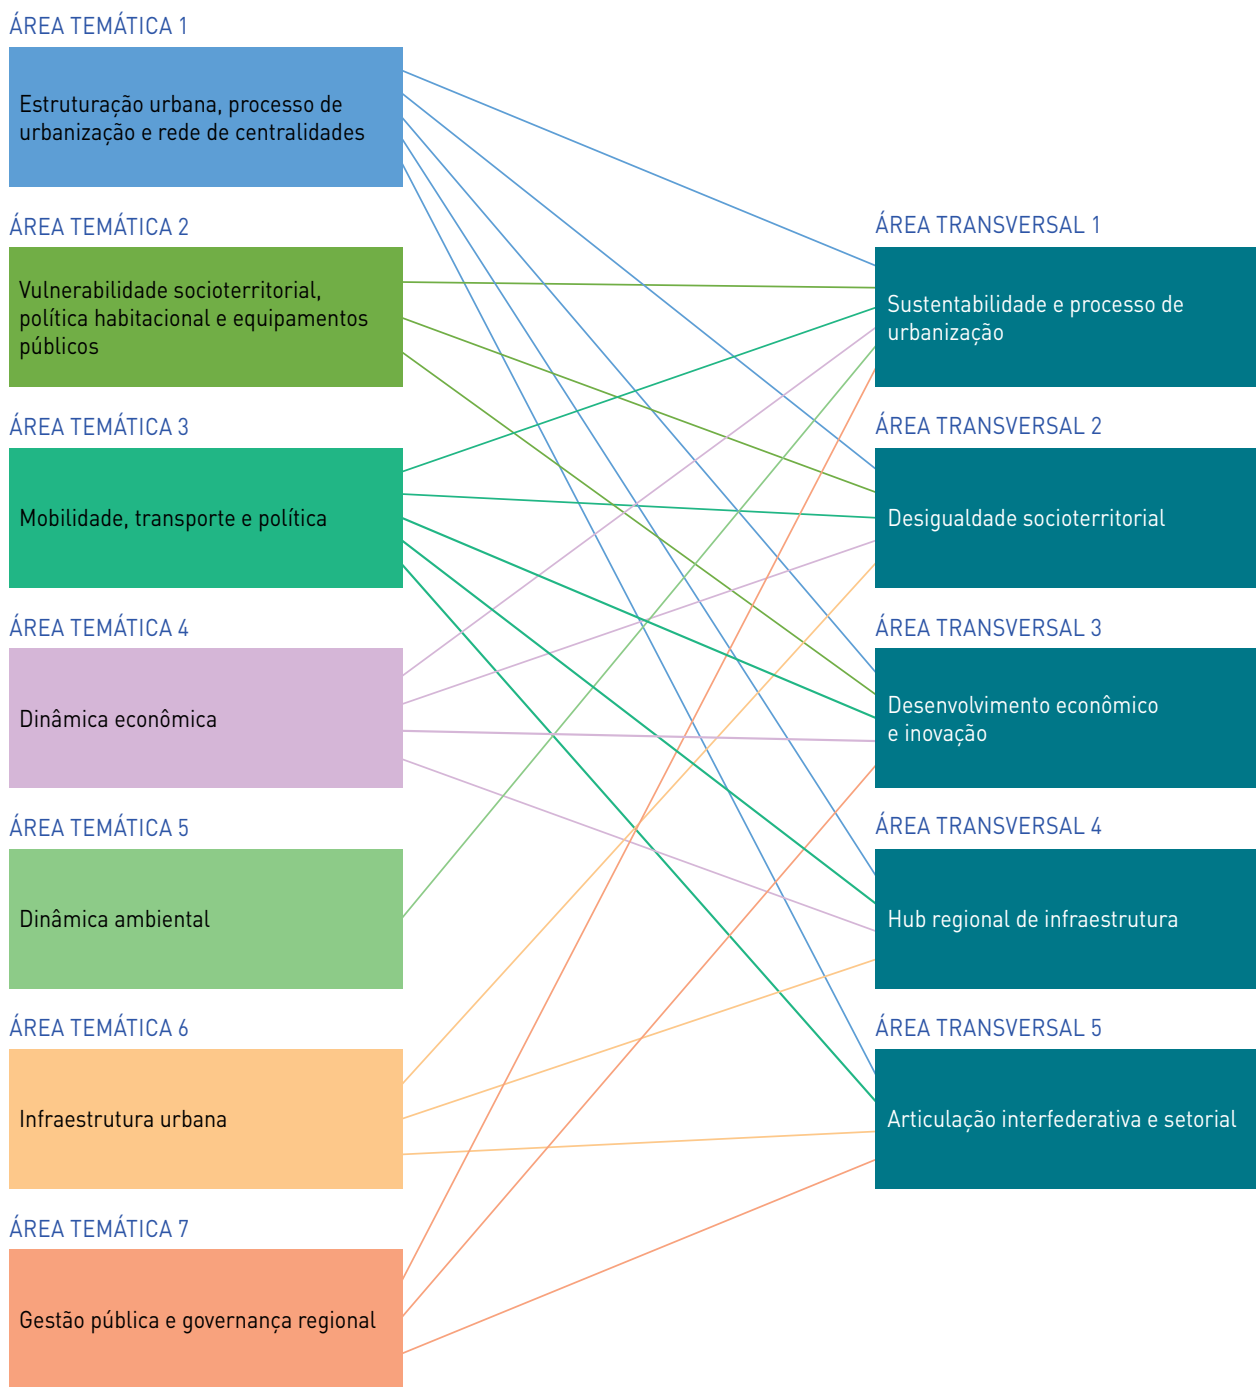 ÁREA TEMÁTICA 1
Estruturação urbana, processo de
urbanização e rede de centralidades
ÁREA TEMÁTICA 2
Vulnerabilidade socioterritorial,
política habitacional e equipamentos
públicos
ÁREA TEMÁTICA 3
Mobilidade, transporte e política
ÁREA TEMÁTICA 4
Dinâmica econômica
ÁREA TEMÁTICA 5
Dinâmica ambiental
ÁREA TEMÁTICA 6
Infraestrutura urbana
ÁREA TEMÁTICA 7
Gestão pública e governança regional
ÁREA TRANSVERSAL 1
Sustentabilidade e processo de
urbanização
ÁREA TRANSVERSAL 2
Desigualdade socioterritorial
ÁREA TRANSVERSAL 3
Desenvolvimento econômico
e inovação
ÁREA TRANSVERSAL 4
Hub regional de infraestrutura
ÁREA TRANSVERSAL 5
Articulação interfederativa e setorial